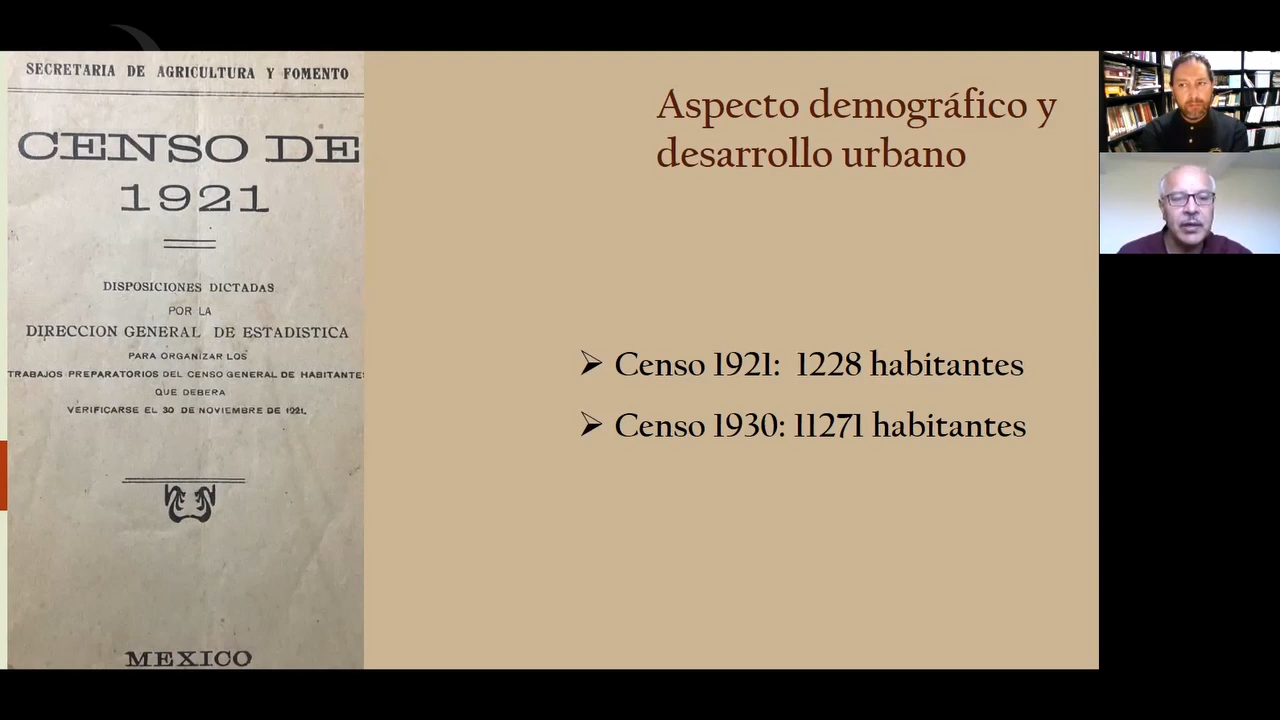 SECRETARIA DE AGRICULTURA Y FOMENTO
CENSO DE
1921
DISPOSICIONES DICTADAS
POR LA
DIRECCION GENERAL DE ESTADISTICA
PARA ORGANIZAR LOS
TRABAJOS PREPARATORIOS DEL CENSO GENERAL DE HABITANTES
QUE DEBERA
VERIFICARSE EL 30 DE NOVIEMBRE DE 1921.
MEXICO
Aspecto demográfico y
desarrollo urbano
➢ Censo 1921: 1228 habitantes
➢ Censo 1930: 11271 habitantes